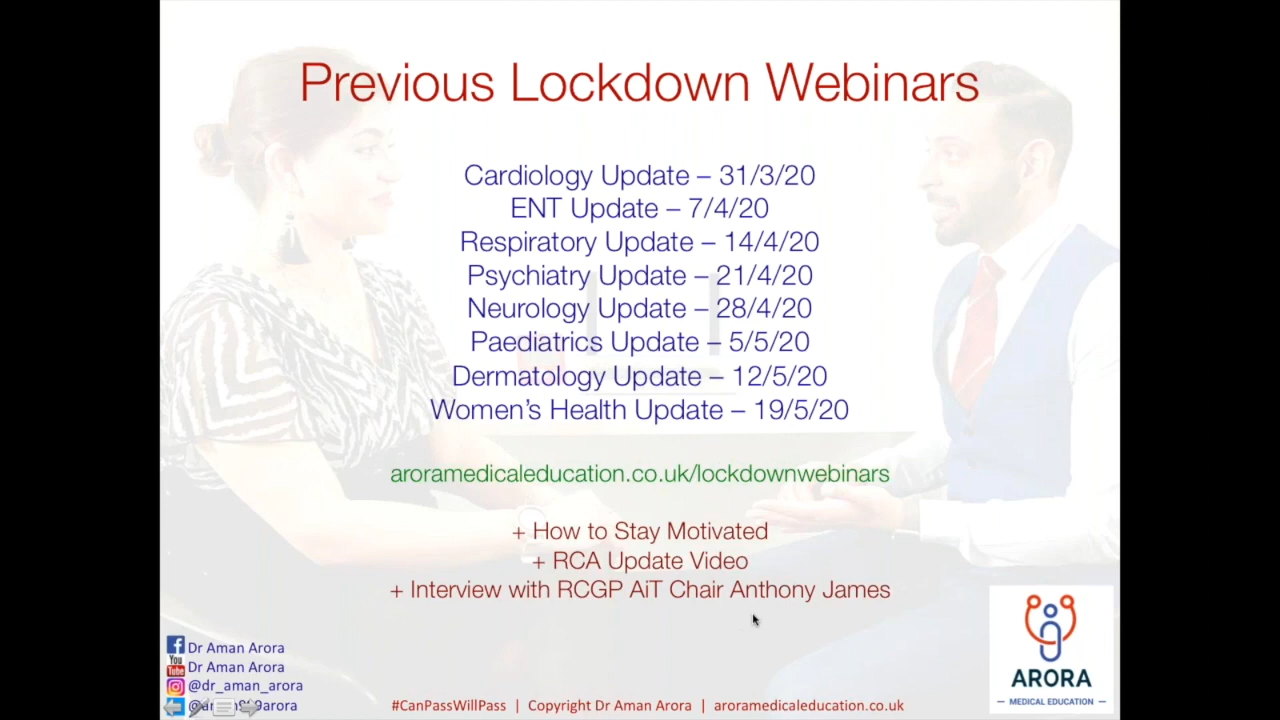 Previous Lockdown Webinars
Cardiology Update – 31/3/20
ENT Update – 7/4/20
Respiratory Update – 14/4/20
Psychiatry Update – 21/4/20
Neurology Update – 28/4/20
Paediatrics Update – 5/5/20
Dermatology Update – 12/5/20
Women's Health Update – 19/5/20
aroramedicaleducation.co.uk/lockdownwebinars
+ How to Stay Motivated
+ RCA Update Video
+ Interview with RCGP AiT Chair Anthony James
Dr Aman Arora
You Tube Dr Aman Arora
@dr_aman_arora
#CanPassWillPass | Copyright Dr Aman Arora | aroramedicaleducation.co.uk
ARORA
– MEDICAL EDUCATION –